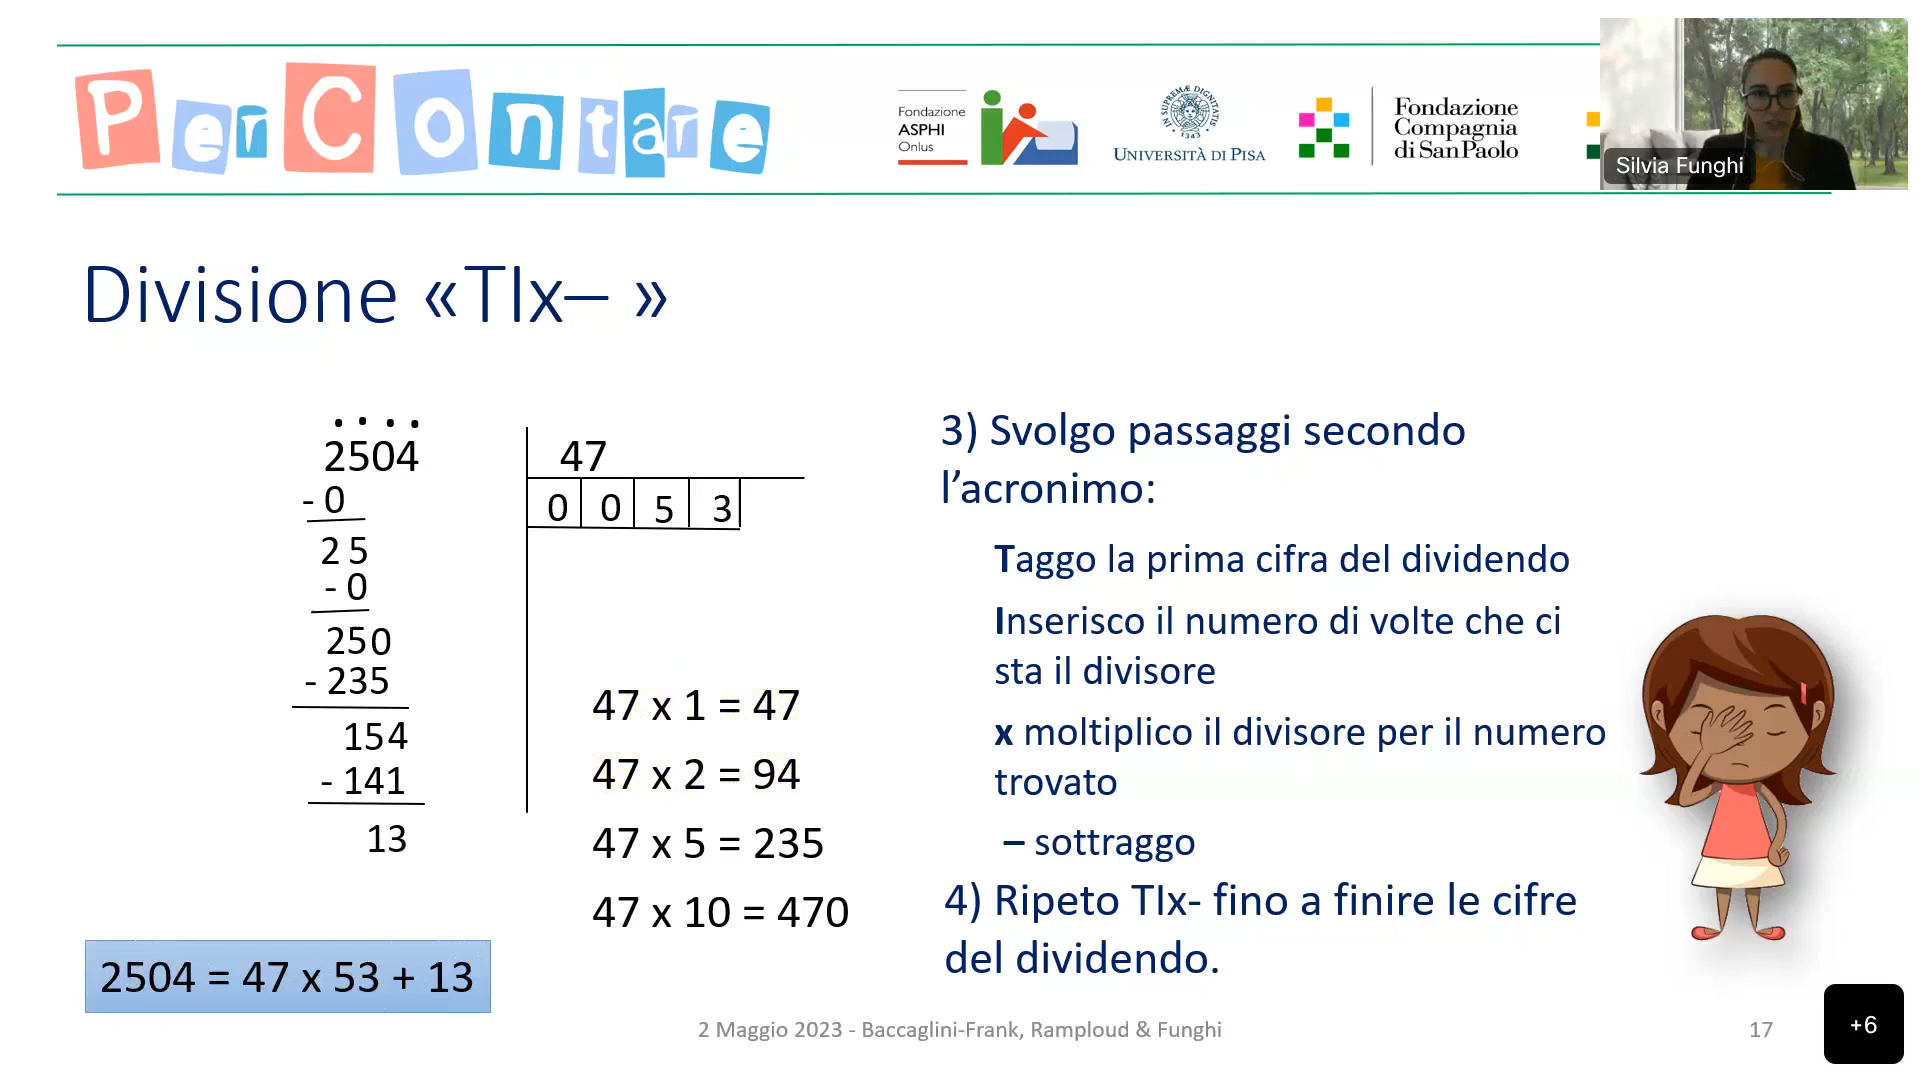 PerContare
Fondazione
ASPHI
Onlus
IN SUPREMÆ DIGNITATIS
·1343·
UNIVERSITÀ DI PISA
Fondazione
Compagnia
di San Paolo
Silvia Funghi
Divisione «TIx– »
. . . .
2504
47
- 0
0 0 5 3
2 5
- 0
250
- 235
154
- 141
13
47 x 1 = 47
47 x 2 = 94
47 x 5 = 235
47 x 10 = 470
2504 = 47 x 53 + 13
3) Svolgo passaggi secondo
l’acronimo:
Taggo la prima cifra del dividendo
Inserisco il numero di volte che ci
sta il divisore
x moltiplico il divisore per il numero
trovato
– sottraggo
4) Ripeto TIx- fino a finire le cifre
del dividendo.
2 Maggio 2023 - Baccaglini-Frank, Ramploud & Funghi
17
+6